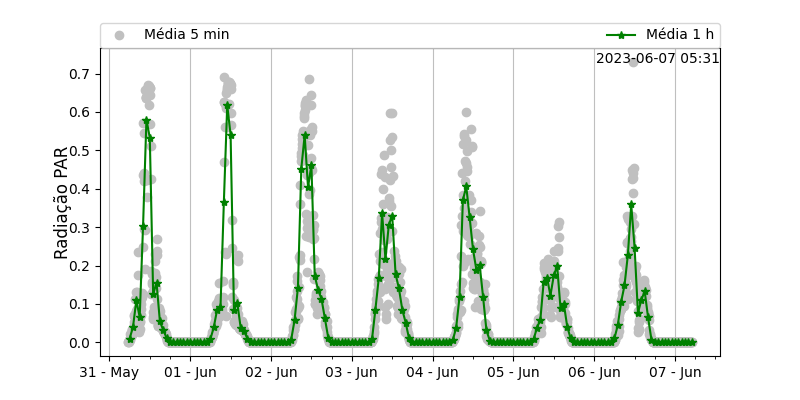 Média 5 min
Média 1 h
2023-06-07 05:31
Radiação PAR
0.7
0.6
0.5
0.4
0.3
0.2
0.1
0.0
31 - May
01 - Jun
02 - Jun
03 - Jun
04 - Jun
05 - Jun
06 - Jun
07 - Jun